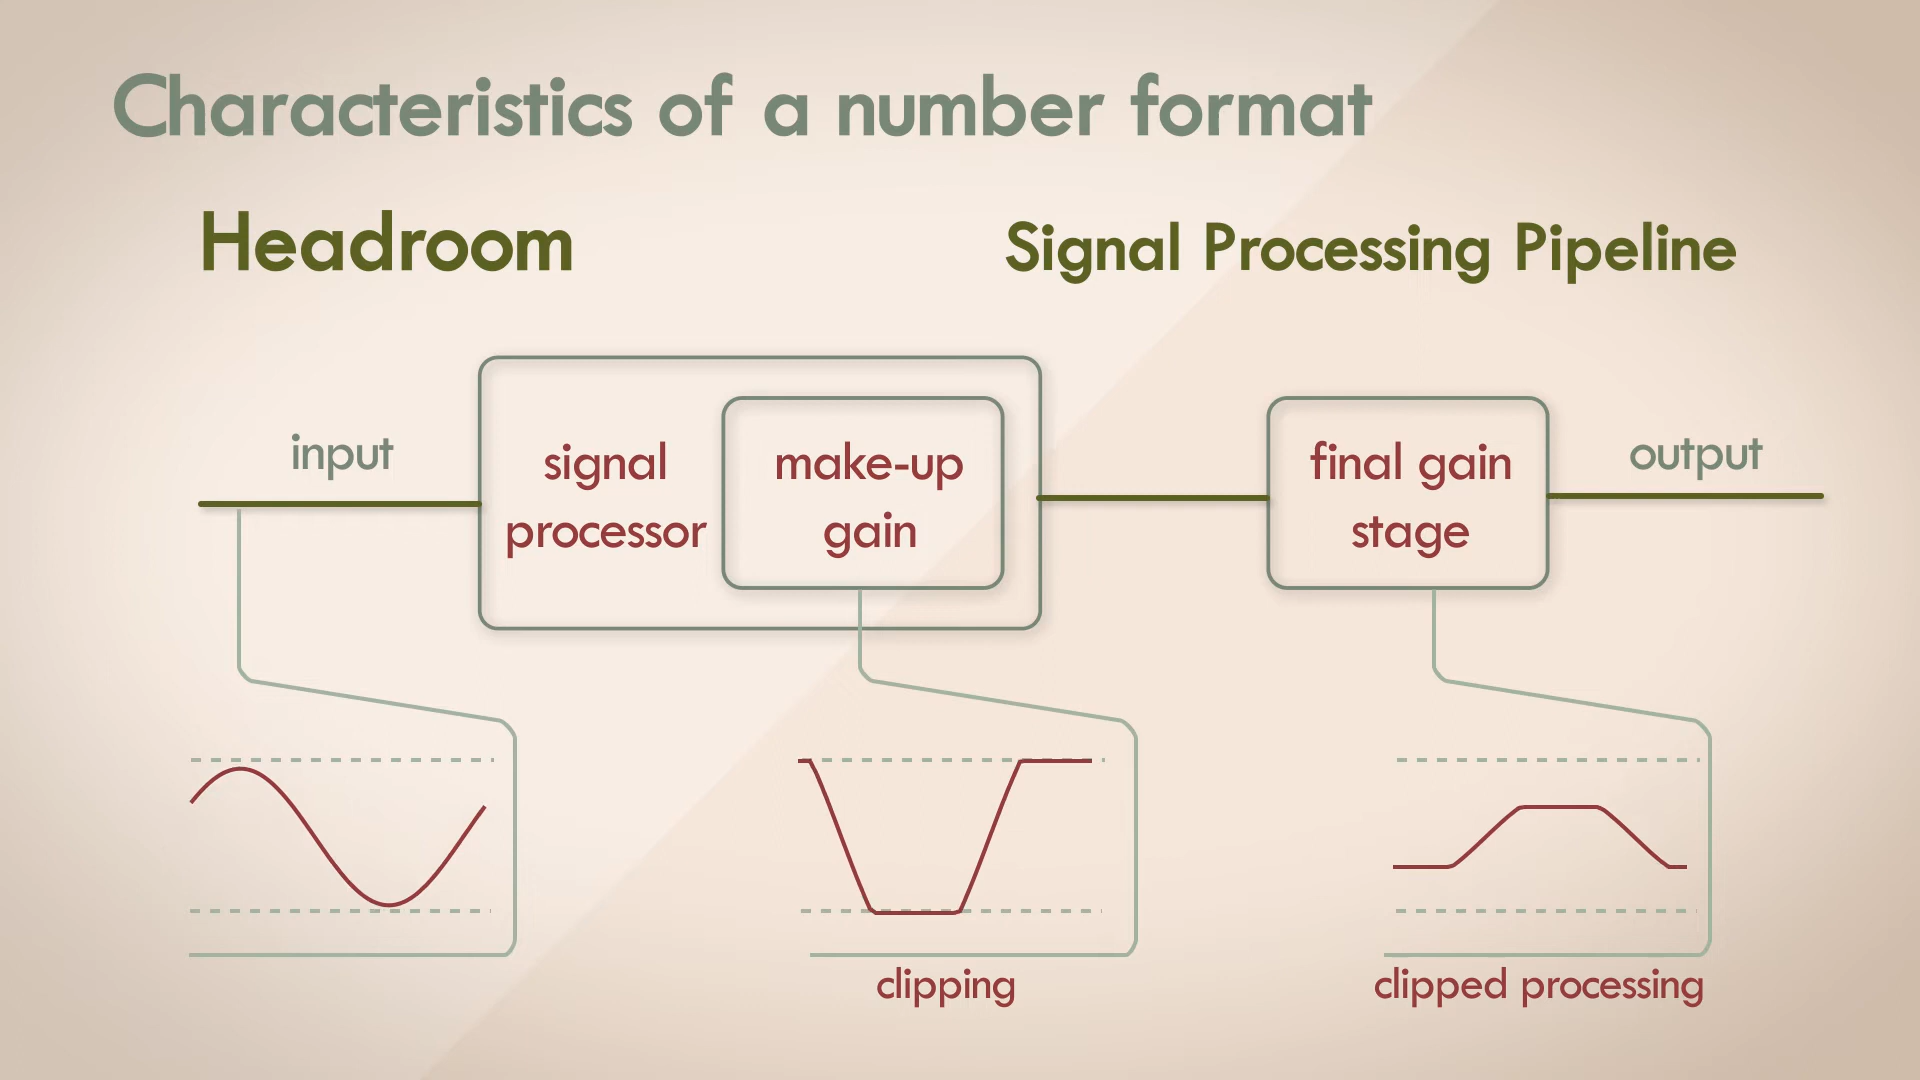 Characteristics of a number format
Headroom
Signal Processing Pipeline
input
signal
processor
make-up
gain
final gain
stage
output
clipping
clipped processing